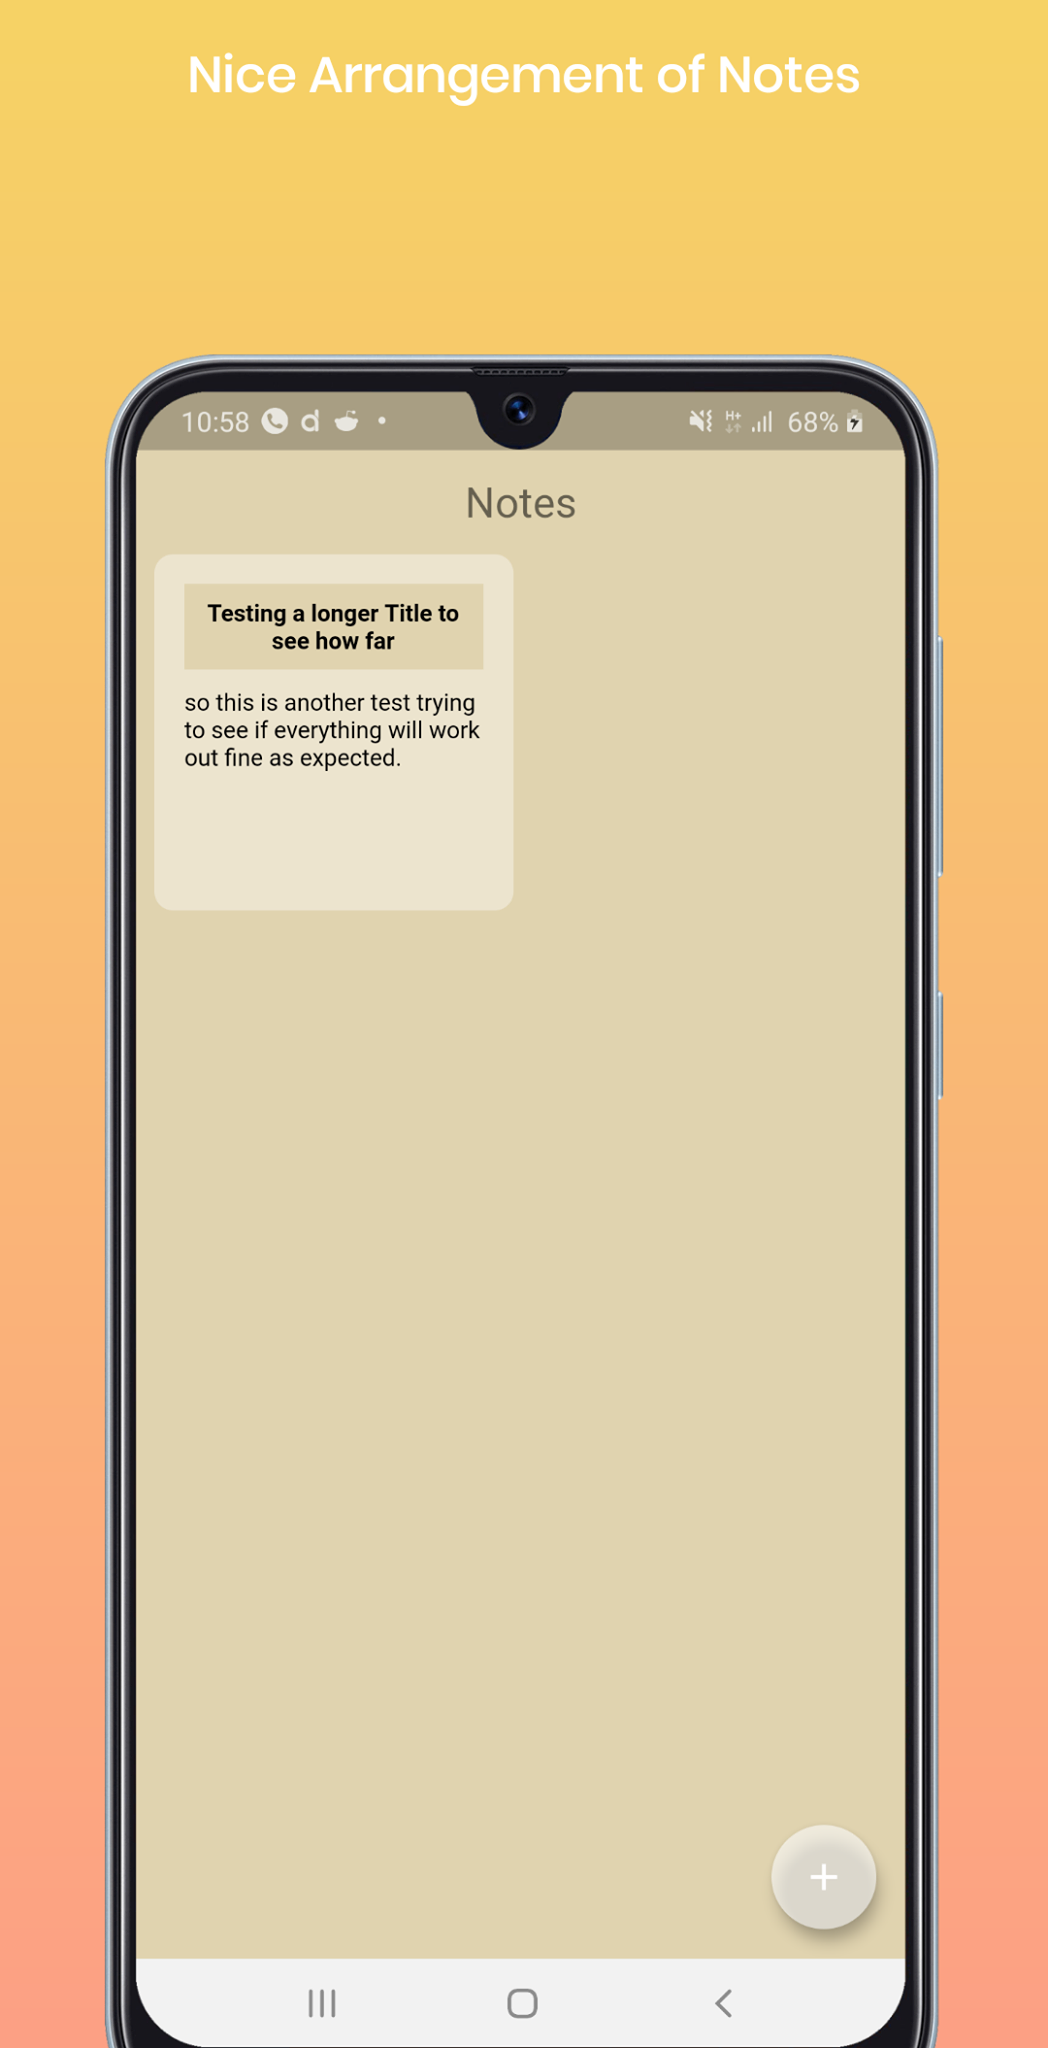 Nice Arrangement of Notes
10:58
H+
68%
Notes
Testing a longer Title to
see how far
so this is another test trying
to see if everything will work
out fine as expected.